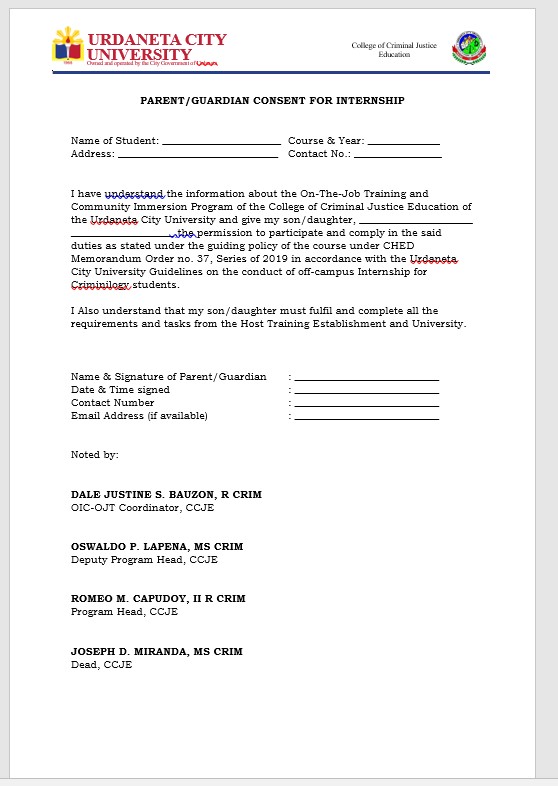 URDANETA CITY
UNIVERSITY
Owned and operated by the City Government of Urdaneta
1966
College of Criminal Justice
Education
PARENT/GUARDIAN CONSENT FOR INTERNSHIP
Name of Student: ____________________ Course & Year: ____________
Address: ___________________________ Contact No.: _______________
I have understand the information about the On-The-Job Training and
Community Immersion Program of the College of Criminal Justice Education of
the Urdaneta City University and give my son/daughter, ___________________
_________________ ,the permission to participate and comply in the said
duties as stated under the guiding policy of the course under CHED
Memorandum Order no. 37, Series of 2019 in accordance with the Urdaneta
City University Guidelines on the conduct of off-campus Internship for
Criminilogy students.
I Also understand that my son/daughter must fulfil and complete all the
requirements and tasks from the Host Training Establishment and University.
Name & Signature of Parent/Guardian : ________________________
Date & Time signed : ________________________
Contact Number : ________________________
Email Address (if available) : ________________________
Noted by:
DALE JUSTINE S. BAUZON, R CRIM
OIC-OJT Coordinator, CCJE
OSWALDO P. LAPENA, MS CRIM
Deputy Program Head, CCJE
ROMEO M. CAPUDOY, II R CRIM
Program Head, CCJE
JOSEPH D. MIRANDA, MS CRIM
Dead, CCJE